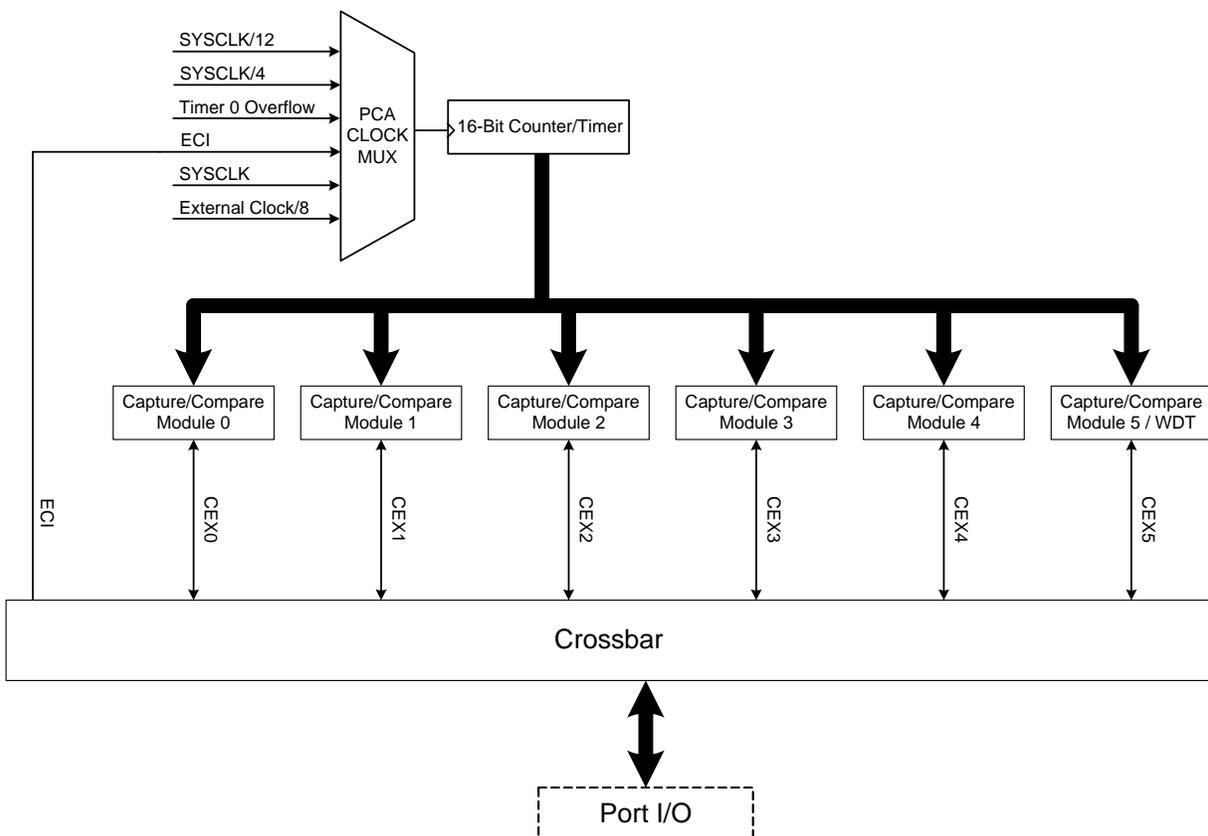 SYSCLK/12
SYSCLK/4
Timer 0 Overflow
ECI
SYSCLK
External Clock/8
PCA
CLOCK
MUX
16-Bit Counter/Timer
Capture/Compare
Module 0
Capture/Compare
Module 1
Capture/Compare
Module 2
Capture/Compare
Module 3
Capture/Compare
Module 4
Capture/Compare
Module 5 / WDT
ECI
CEX0
CEX1
CEX2
CEX3
CEX4
CEX5
Crossbar
Port I/O